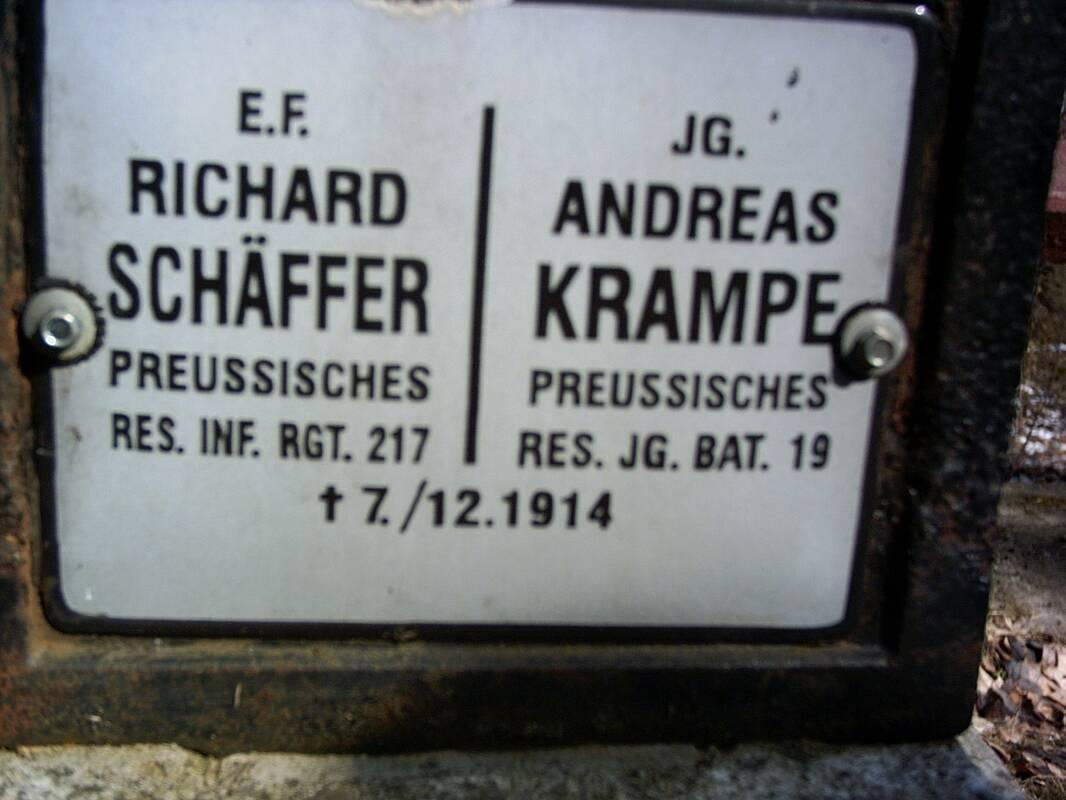 E.F.
RICHARD
SCHÄFFER
PREUSSISCHES
RES. INF. RGT. 217
JG.
ANDREAS
KRAMPE
PREUSSISCHES
RES. JG. BAT. 19
† 7./12.1914